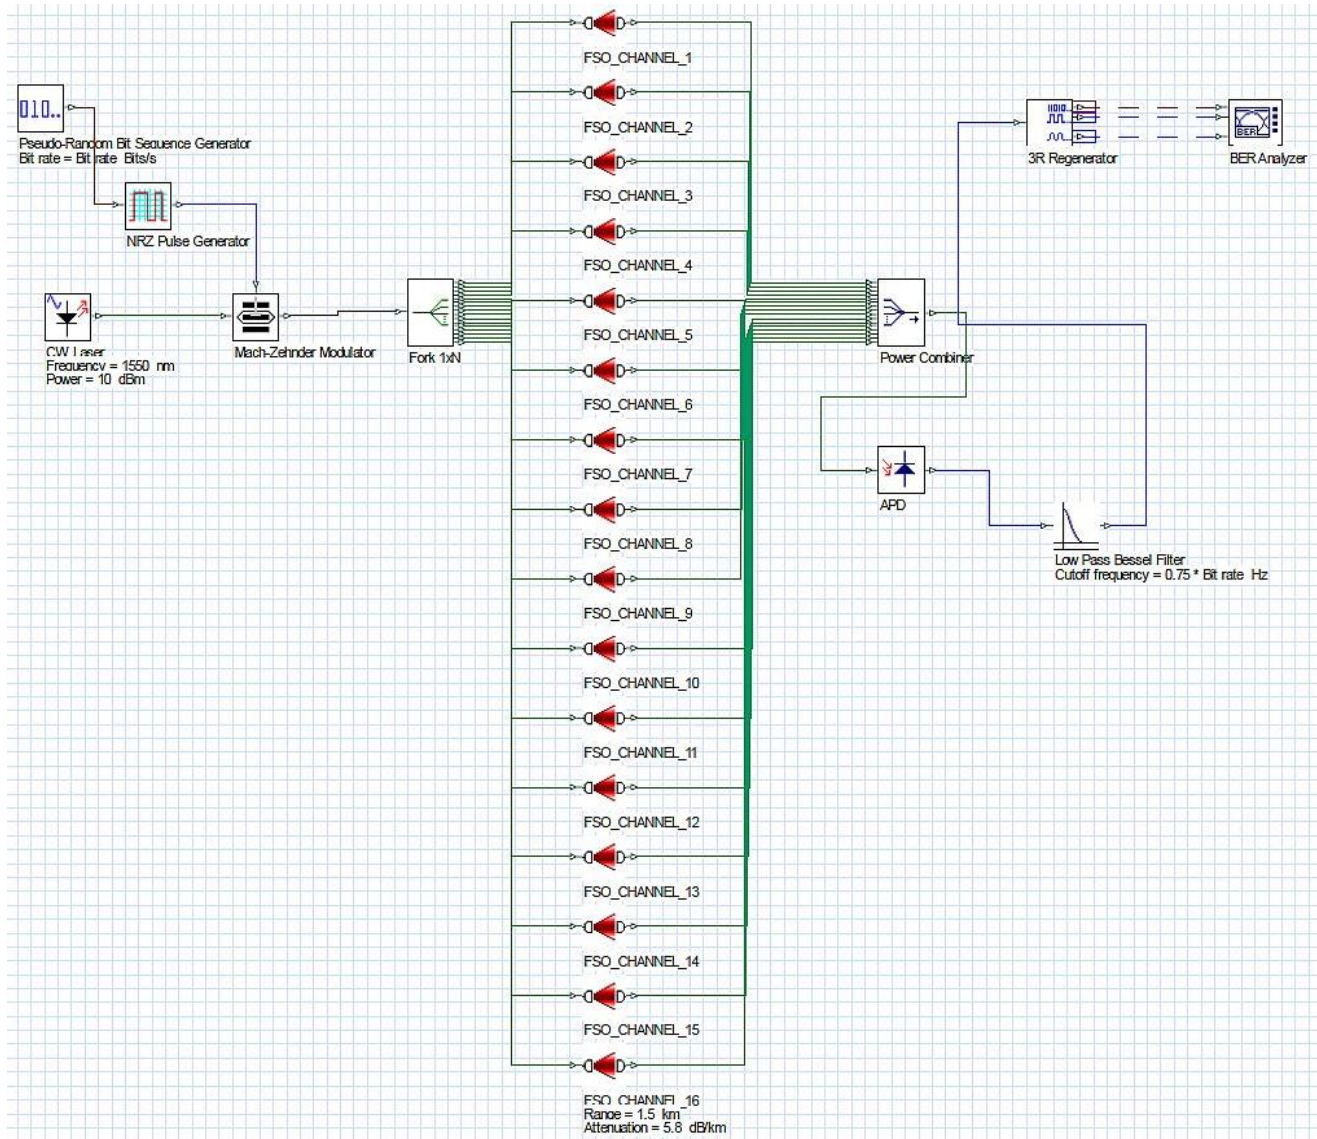 FSO_CHANNEL_1
FSO_CHANNEL_2
FSO_CHANNEL_3
FSO_CHANNEL_4
FSO_CHANNEL_5
FSO_CHANNEL_6
FSO_CHANNEL_7
FSO_CHANNEL_8
FSO_CHANNEL_9
FSO_CHANNEL_10
FSO_CHANNEL_11
FSO_CHANNEL_12
FSO_CHANNEL_13
FSO_CHANNEL_14
FSO_CHANNEL_15
FSO_CHANNEL_16
Range = 1.5 km
Attenuation = 5.8 dB/km
010..
Pseudo-Random Bit Sequence Generator
Bit rate = Bit rate Bits/s
NRZ Pulse Generator
CW Laser
Frequency = 1550 nm
Power = 10 dBm
Mach-Zehnder Modulator
Fork 1xN
Power Combiner
APD
Low Pass Bessel Filter
Cutoff frequency = 0.75 * Bit rate Hz
3R Regenerator
BER
BER Analyzer